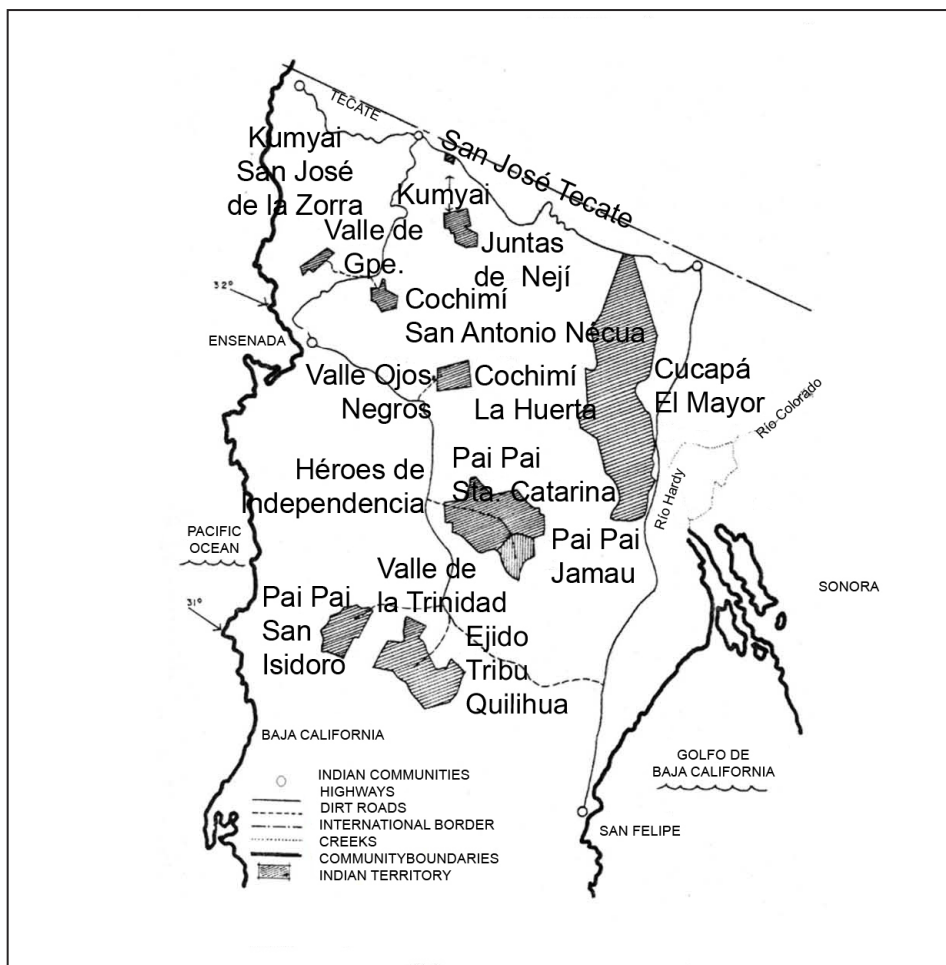 TECATE
Kumyai
San José
de la Zorra
San José Tecate
Kumyai
Valle de
Gpe.
Juntas
de Nejí
32°
Cochimí
San Antonio Nécua
ENSENADA
Valle Ojos
Negros
Cochimí
La Huerta
Cucapá
El Mayor
Río Colorado
Héroes de
Independencia
Pai Pai
Sta. Catarina
Río Hardy
PACIFIC
OCEAN
Pai Pai
Jamau
Valle de
la Trinidad
SONORA
31°
Pai Pai
San
Isidoro
Ejido
Tribu
Quilihua
BAJA CALIFORNIA
GOLFO DE
BAJA CALIFORNIA
INDIAN COMMUNITIES
HIGHWAYS
DIRT ROADS
INTERNATIONAL BORDER
CREEKS
COMMUNITYBOUNDARIES
INDIAN TERRITORY
SAN FELIPE